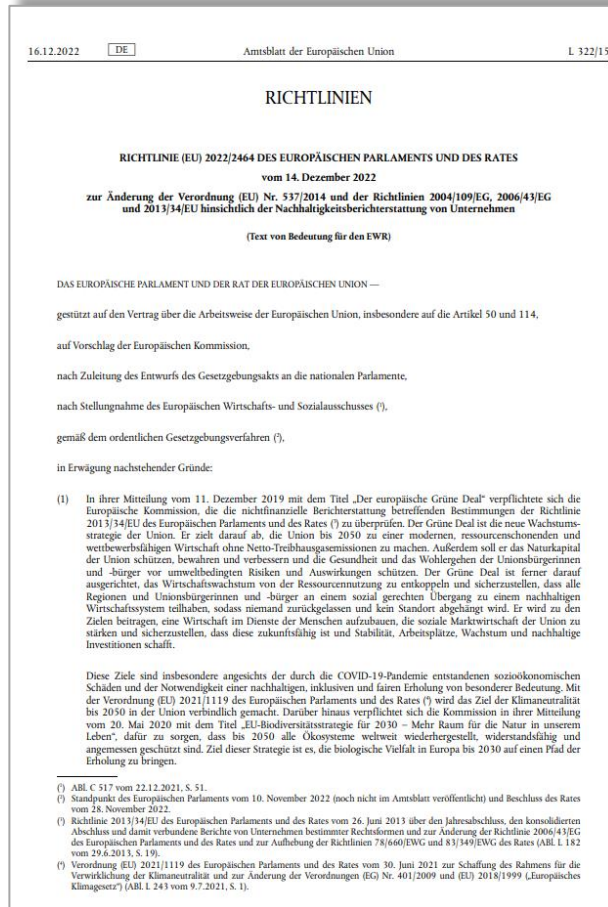 16.12.2022 DE Amtsblatt der Europäischen Union L 322/15
RICHTLINIEN
RICHTLINIE (EU) 2022/2464 DES EUROPÄISCHEN PARLAMENTS UND DES RATES
vom 14. Dezember 2022
zur Änderung der Verordnung (EU) Nr. 537/2014 und der Richtlinien 2004/109/EG, 2006/43/EG
und 2013/34/EU hinsichtlich der Nachhaltigkeitsberichterstattung von Unternehmen
(Text von Bedeutung für den EWR)
DAS EUROPÄISCHE PARLAMENT UND DER RAT DER EUROPÄISCHEN UNION —
gestützt auf den Vertrag über die Arbeitsweise der Europäischen Union, insbesondere auf die Artikel 50 und 114,
auf Vorschlag der Europäischen Kommission,
nach Zuleitung des Entwurfs des Gesetzgebungsakts an die nationalen Parlamente,
nach Stellungnahme des Europäischen Wirtschafts- und Sozialausschusses (¹),
gemäß dem ordentlichen Gesetzgebungsverfahren (²),
in Erwägung nachstehender Gründe:
(1) In ihrer Mitteilung vom 11. Dezember 2019 mit dem Titel „Der europäische Grüne Deal“ verpflichtete sich die
Europäische Kommission, die die nichtfinanzielle Berichterstattung betreffenden Bestimmungen der Richtlinie
2013/34/EU des Europäischen Parlaments und des Rates (³) zu überprüfen. Der Grüne Deal ist die neue Wachstums-
strategie der Union. Er zielt darauf ab, die Union bis 2050 zu einer modernen, ressourcenschonenden und
wettbewerbsfähigen Wirtschaft ohne Netto-Treibhausgasemissionen zu machen. Außerdem soll er das Naturkapital
der Union schützen, bewahren und verbessern und die Gesundheit und das Wohlergehen der Unionsbürgerinnen
und -bürger vor umweltbedingten Risiken und Auswirkungen schützen. Der Grüne Deal ist ferner darauf
ausgerichtet, das Wirtschaftswachstum von der Ressourcennutzung zu entkoppeln und sicherzustellen, dass alle
Regionen und Unionsbürgerinnen und -bürger an einem sozial gerechten Übergang zu einem nachhaltigen
Wirtschaftssystem teilhaben, sodass niemand zurückgelassen und kein Standort abgehängt wird. Er wird zu den
Zielen beitragen, eine Wirtschaft im Dienste der Menschen aufzubauen, die soziale Marktwirtschaft der Union zu
stärken und sicherzustellen, dass diese zukunftsfähig ist und Stabilität, Arbeitsplätze, Wachstum und nachhaltige
Investitionen schafft.
Diese Ziele sind insbesondere angesichts der durch die COVID-19-Pandemie entstandenen sozioökonomischen
Schäden und der Notwendigkeit einer nachhaltigen, inklusiven und fairen Erholung von besonderer Bedeutung. Mit
der Verordnung (EU) 2021/1119 des Europäischen Parlaments und des Rates (⁴) wird das Ziel der Klimaneutralität
bis 2050 in der Union verbindlich gemacht. Darüber hinaus verpflichtet sich die Kommission in ihrer Mitteilung
vom 20. Mai 2020 mit dem Titel „EU-Biodiversitätsstrategie für 2030 – Mehr Raum für die Natur in unserem
Leben“, dafür zu sorgen, dass bis 2050 alle Ökosysteme weltweit wiederhergestellt, widerstandsfähig und
angemessen geschützt sind. Ziel dieser Strategie ist es, die biologische Vielfalt in Europa bis 2030 auf einen Pfad der
Erholung zu bringen.
(¹) ABl. C 517 vom 22.12.2021, S. 51.
(²) Standpunkt des Europäischen Parlaments vom 10. November 2022 (noch nicht im Amtsblatt veröffentlicht) und Beschluss des Rates
vom 28. November 2022.
(³) Richtlinie 2013/34/EU des Europäischen Parlaments und des Rates vom 26. Juni 2013 über den Jahresabschluss, den konsolidierten
Abschluss und damit verbundene Berichte von Unternehmen bestimmter Rechtsformen und zur Änderung der Richtlinie 2006/43/EG
des Europäischen Parlaments und des Rates und zur Aufhebung der Richtlinien 78/660/EWG und 83/349/EWG des Rates (ABl. L 182
vom 29.6.2013, S. 19).
(⁴) Verordnung (EU) 2021/1119 des Europäischen Parlaments und des Rates vom 30. Juni 2021 zur Schaffung des Rahmens für die
Verwirklichung der Klimaneutralität und zur Änderung der Verordnungen (EG) Nr. 401/2009 und (EU) 2018/1999 („Europäisches
Klimagesetz“) (ABl. L 243 vom 9.7.2021, S. 1).